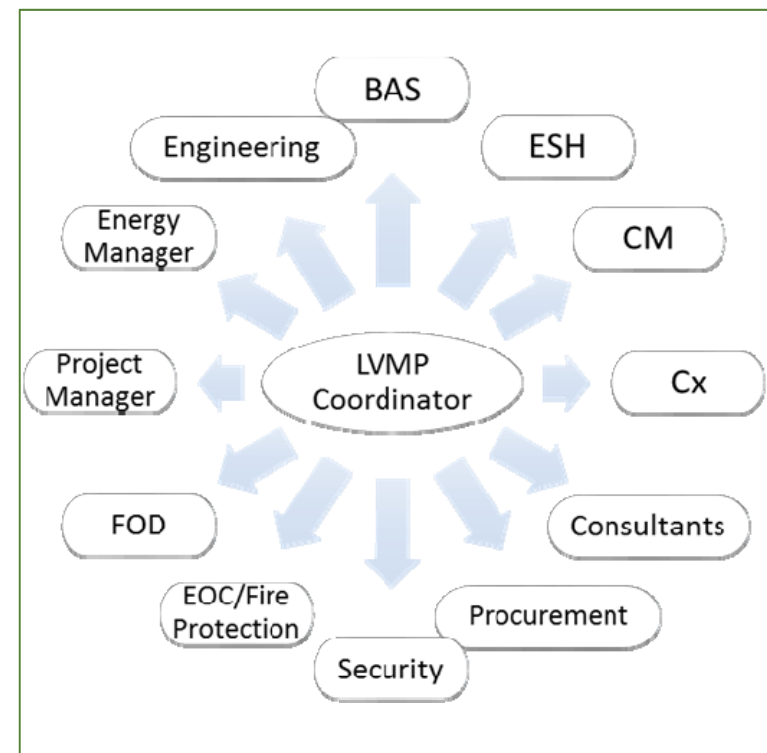 BAS
Engineering
ESH
Energy
Manager
CM
Project
Manager
LVMP
Coordinator
Cx
FOD
Consultants
EOC/Fire
Protection
Procurement
Security